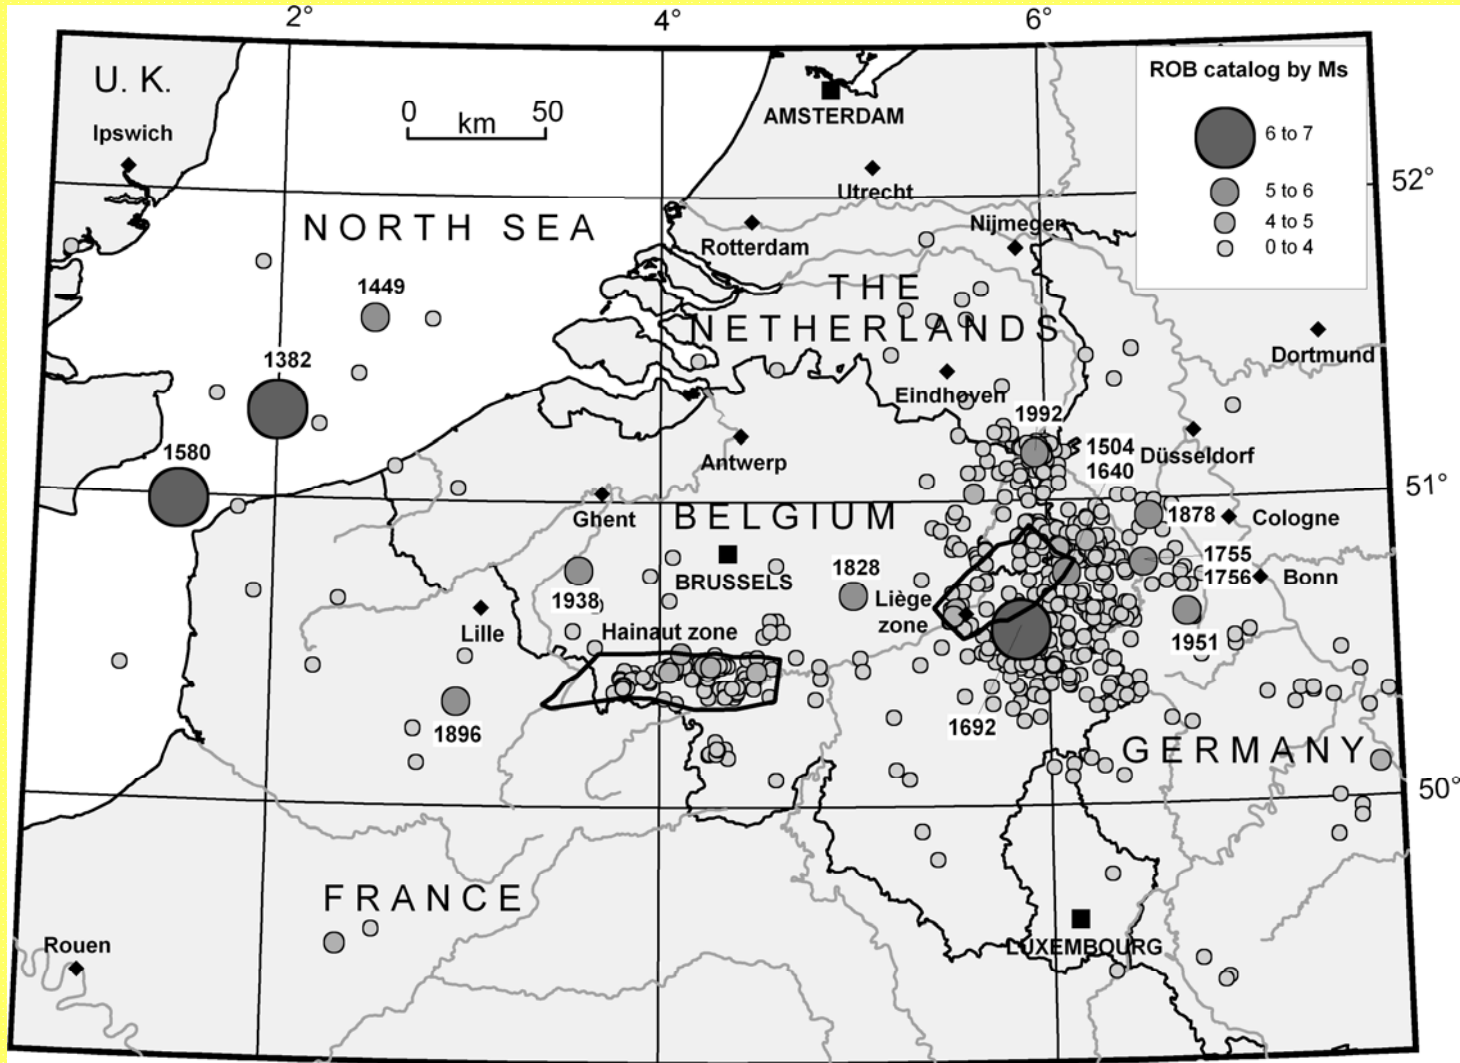 2°
4°
6°
U. K.
Ipswich
0 50
km
AMSTERDAM
ROB catalog by Ms
6 to 7
5 to 6
4 to 5
0 to 4
52°
Utrecht
NORTH SEA
Rotterdam
Nijmegen
1449
THE
NETHERLANDS
Dortmund
1382
Eindhoven
1992
1580
Antwerp
1504
1640
Düsseldorf
51°
Ghent
BELGIUM
1878
Cologne
BRUSSELS
1828
1755
1756
Bonn
1938
Liège
zone
Lille
Hainaut zone
1951
1896
1692
GERMANY
50°
FRANCE
Rouen
LUXEMBOURG